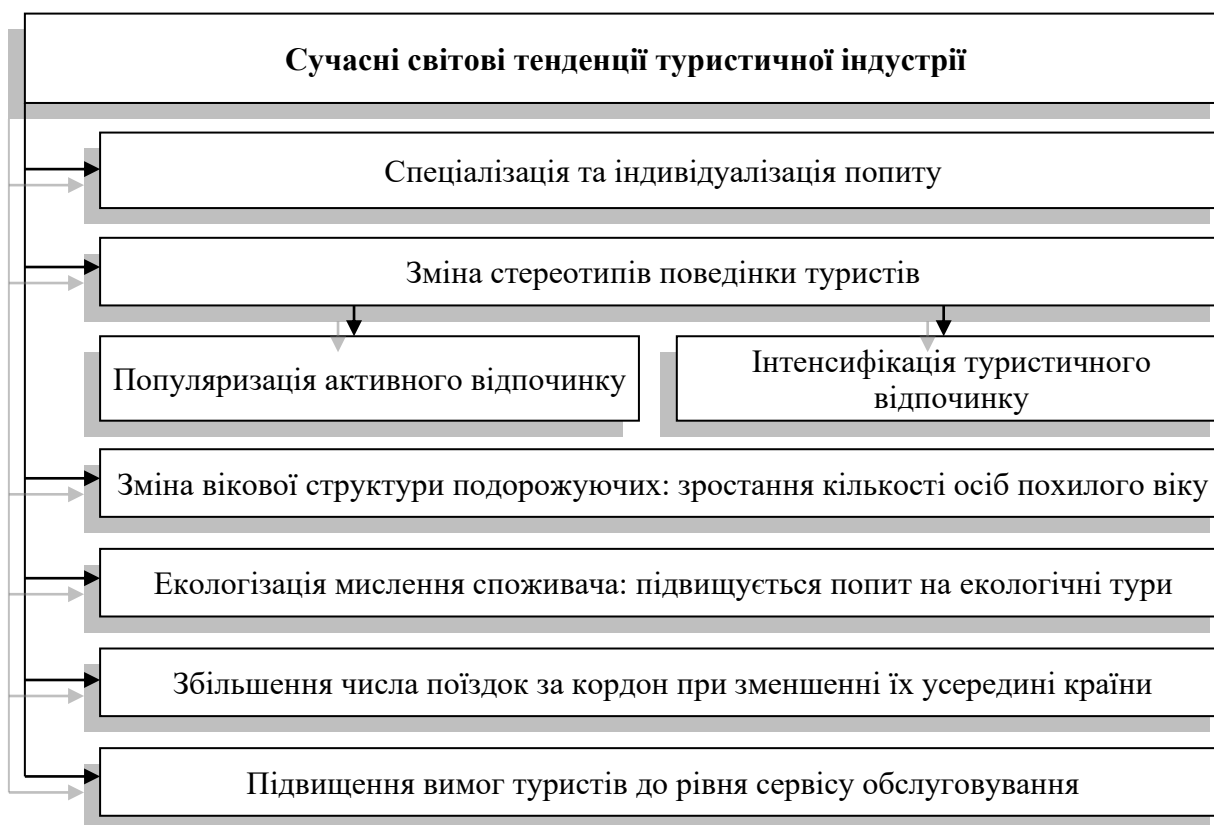 Сучасні світові тенденції туристичної індустрії
Спеціалізація та індивідуалізація попиту
Зміна стереотипів поведінки туристів
Популяризація активного відпочинку
Інтенсифікація туристичного
відпочинку
Зміна вікової структури подорожуючих: зростання кількості осіб похилого віку
Екологізація мислення споживача: підвищується попит на екологічні тури
Збільшення числа поїздок за кордон при зменшенні їх усередині країни
Підвищення вимог туристів до рівня сервісу обслуговування